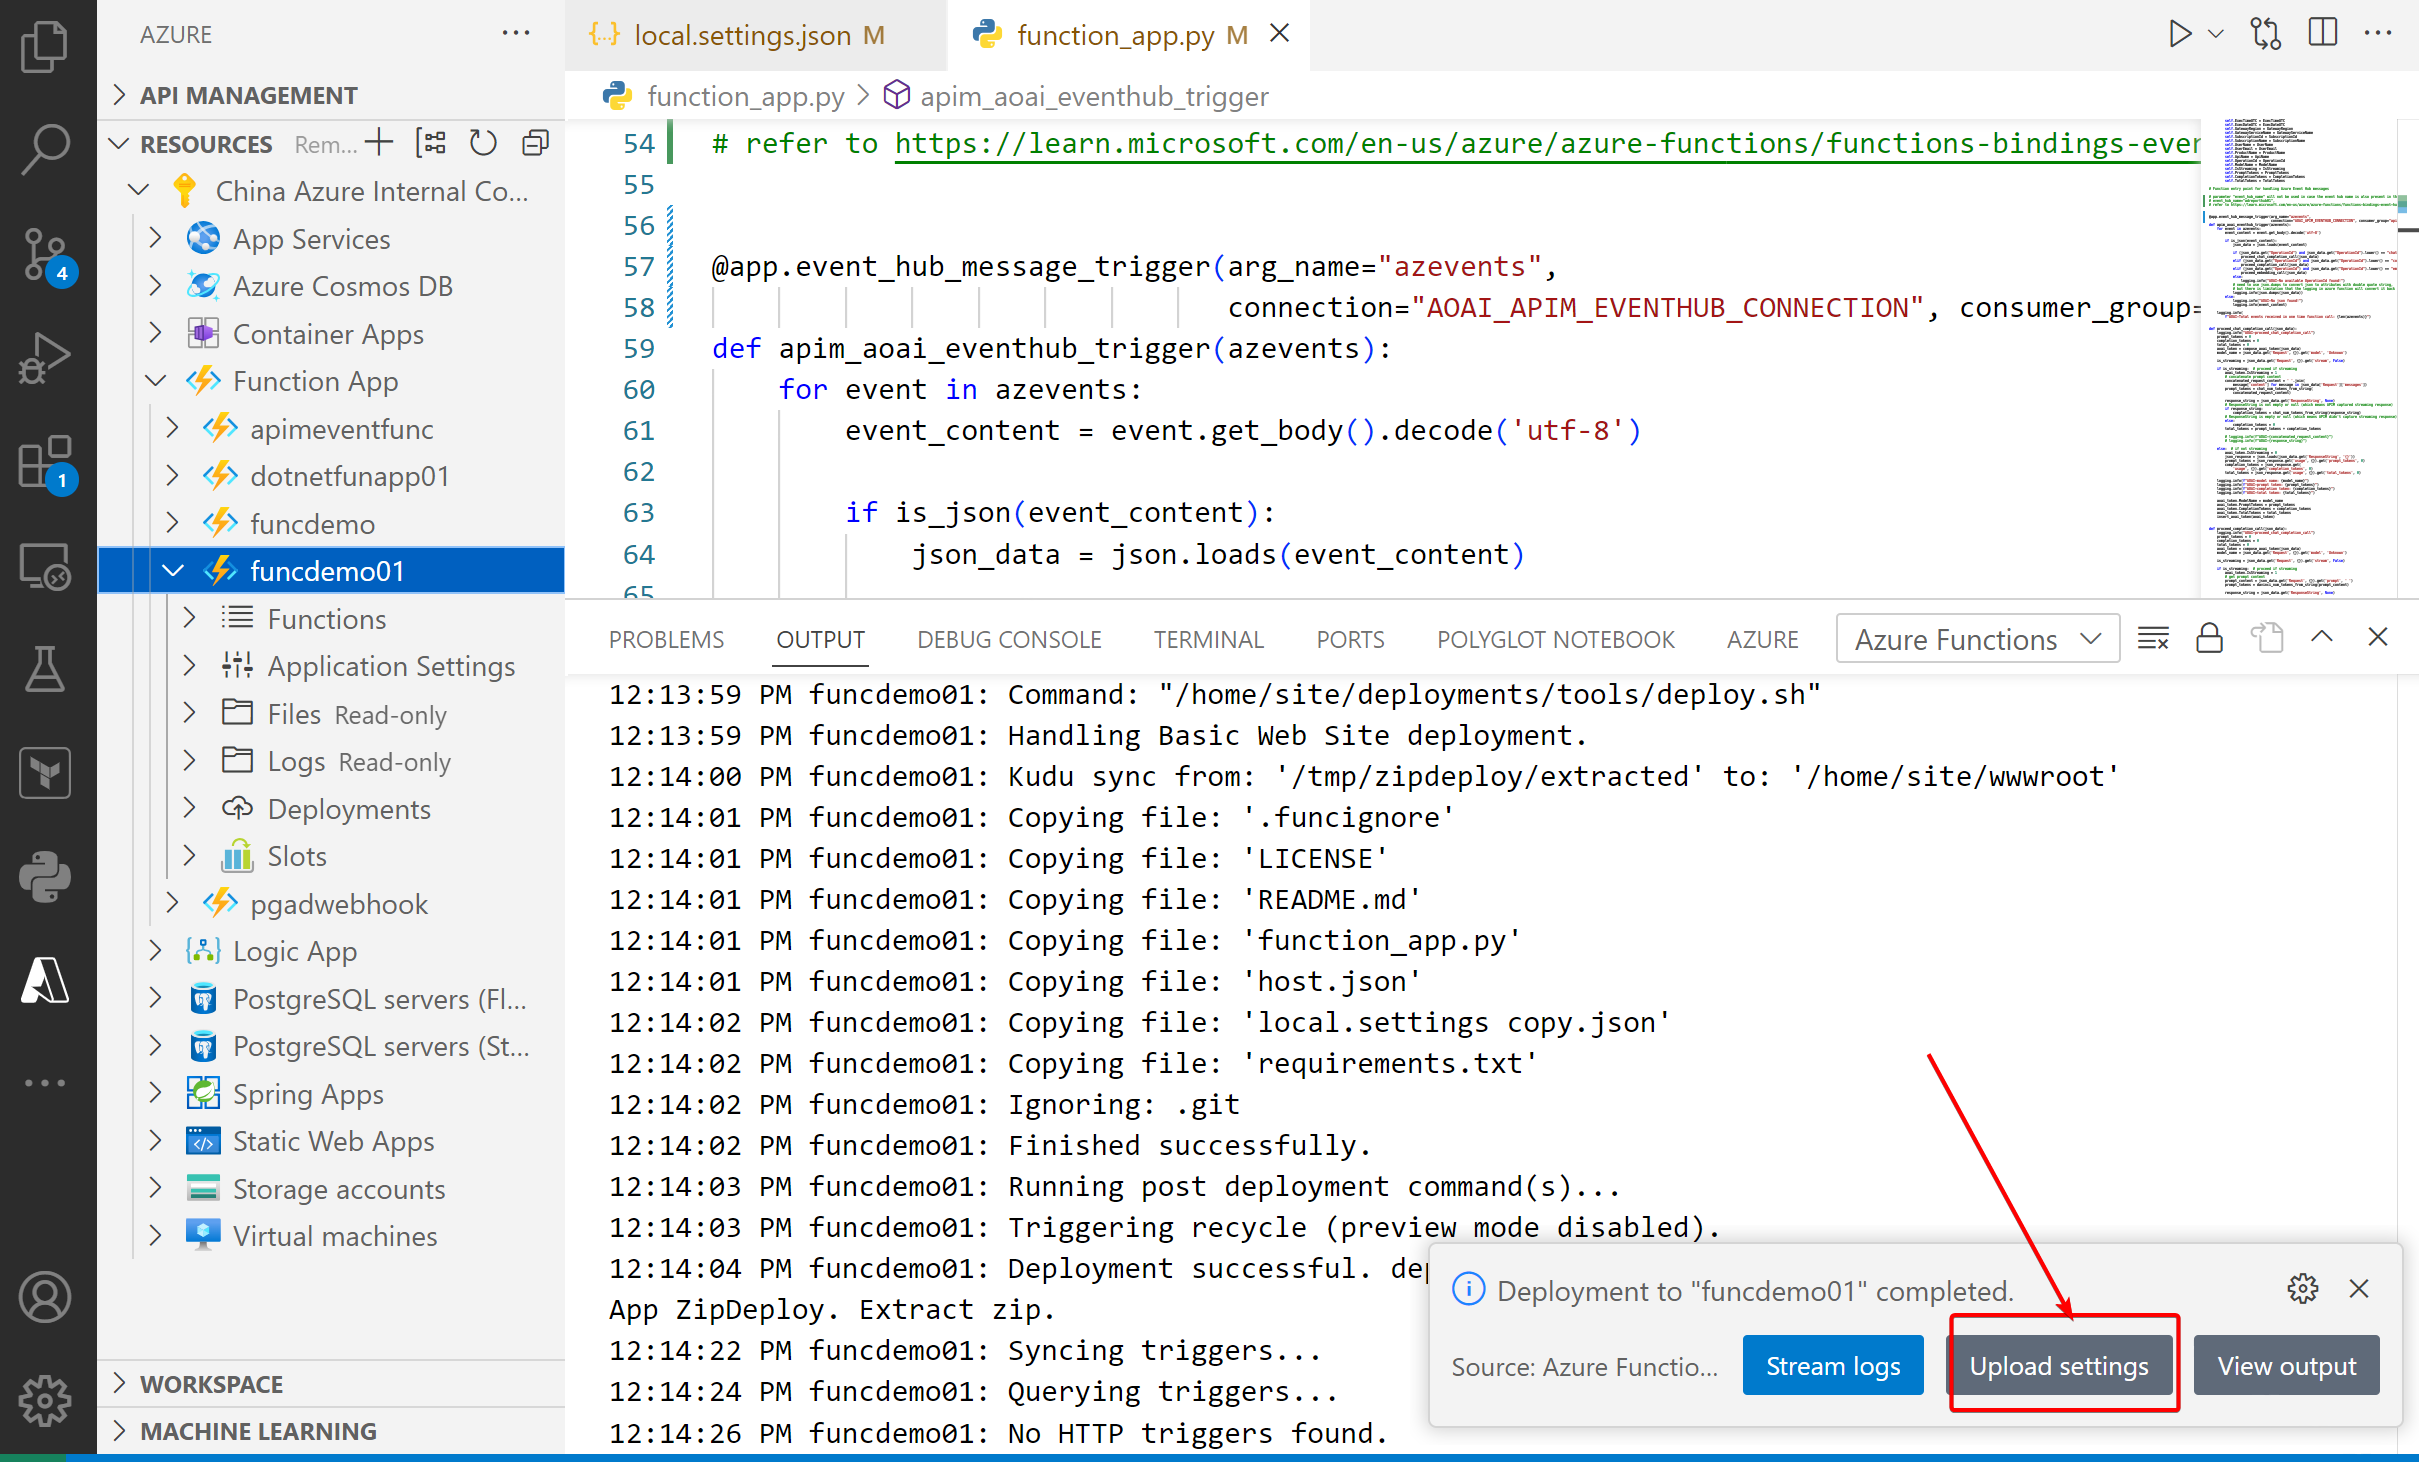 AZURE
API MANAGEMENT
RESOURCES Rem...
China Azure Internal Co...
App Services
Azure Cosmos DB
Container Apps
Function App
apimeventfunc
dotnetfunapp01
funcdemo
funcdemo01
Functions
Application Settings
Files Read-only
Logs Read-only
Deployments
Slots
pgadwebhook
Logic App
PostgreSQL servers (Fl...
PostgreSQL servers (St...
Spring Apps
Static Web Apps
Storage accounts
Virtual machines
WORKSPACE
MACHINE LEARNING
4
1
{...} local.settings.json M
function_app.py M
function_app.py > apim_aoai_eventhub_trigger
54 # refer to https://learn.microsoft.com/en-us/azure/azure-functions/functions-bindings-ever
55
56
57 @app.event_hub_message_trigger(arg_name="azevents",
58 connection="AOAI_APIM_EVENTHUB_CONNECTION", consumer_group=
59 def apim_aoai_eventhub_trigger(azevents):
60 for event in azevents:
61 event_content = event.get_body().decode('utf-8')
62
63 if is_json(event_content):
64 json_data = json.loads(event_content)
65
PROBLEMS OUTPUT DEBUG CONSOLE TERMINAL PORTS POLYGLOT NOTEBOOK AZURE Azure Functions
12:13:59 PM funcdemo01: Command: "/home/site/deployments/tools/deploy.sh"
12:13:59 PM funcdemo01: Handling Basic Web Site deployment.
12:14:00 PM funcdemo01: Kudu sync from: '/tmp/zipdeploy/extracted' to: '/home/site/wwwroot'
12:14:01 PM funcdemo01: Copying file: '.funcignore'
12:14:01 PM funcdemo01: Copying file: 'LICENSE'
12:14:01 PM funcdemo01: Copying file: 'README.md'
12:14:01 PM funcdemo01: Copying file: 'function_app.py'
12:14:01 PM funcdemo01: Copying file: 'host.json'
12:14:02 PM funcdemo01: Copying file: 'local.settings copy.json'
12:14:02 PM funcdemo01: Copying file: 'requirements.txt'
12:14:02 PM funcdemo01: Ignoring: .git
12:14:02 PM funcdemo01: Finished successfully.
12:14:03 PM funcdemo01: Running post deployment command(s)...
12:14:03 PM funcdemo01: Triggering recycle (preview mode disabled).
12:14:04 PM funcdemo01: Deployment successful. dep
App ZipDeploy. Extract zip.
12:14:22 PM funcdemo01: Syncing triggers...
12:14:24 PM funcdemo01: Querying triggers...
12:14:26 PM funcdemo01: No HTTP triggers found.
Deployment to "funcdemo01" completed.
Source: Azure Functio... Stream logs Upload settings View output